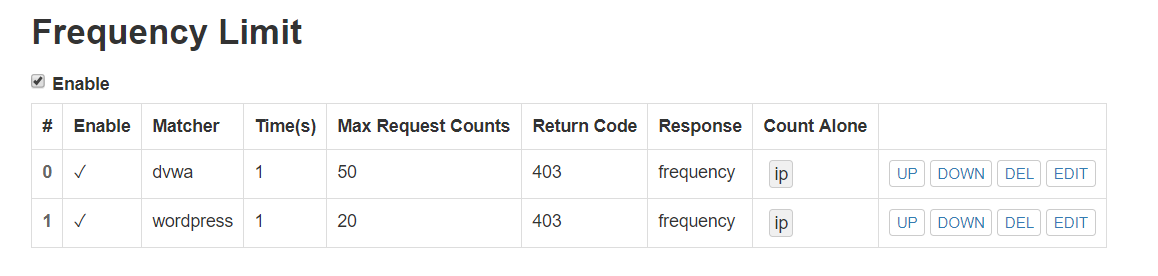 Frequency Limit
Enable
# Enable Matcher Time(s) Max Request Counts Return Code Response Count Alone
0 ✓ dvwa 1 50 403 frequency ip UP DOWN DEL EDIT
1 ✓ wordpress 1 20 403 frequency ip UP DOWN DEL EDIT